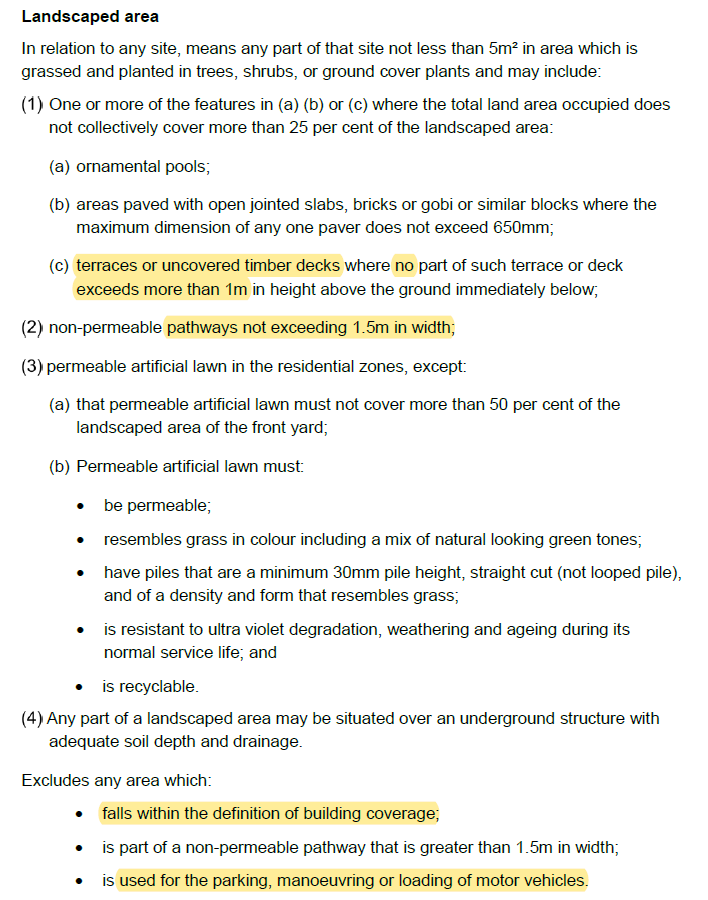 Landscaped area
In relation to any site, means any part of that site not less than 5m² in area which is
grassed and planted in trees, shrubs, or ground cover plants and may include:
(1) One or more of the features in (a) (b) or (c) where the total land area occupied does
not collectively cover more than 25 per cent of the landscaped area:
(a) ornamental pools;
(b) areas paved with open jointed slabs, bricks or gobi or similar blocks where the
maximum dimension of any one paver does not exceed 650mm;
(c) terraces or uncovered timber decks where no part of such terrace or deck
exceeds more than 1m in height above the ground immediately below;
(2) non-permeable pathways not exceeding 1.5m in width;
(3) permeable artificial lawn in the residential zones, except:
(a) that permeable artificial lawn must not cover more than 50 per cent of the
landscaped area of the front yard;
(b) Permeable artificial lawn must:
• be permeable;
• resembles grass in colour including a mix of natural looking green tones;
• have piles that are a minimum 30mm pile height, straight cut (not looped pile),
and of a density and form that resembles grass;
• is resistant to ultra violet degradation, weathering and ageing during its
normal service life; and
• is recyclable.
(4) Any part of a landscaped area may be situated over an underground structure with
adequate soil depth and drainage.
Excludes any area which:
• falls within the definition of building coverage;
• is part of a non-permeable pathway that is greater than 1.5m in width;
• is used for the parking, manoeuvring or loading of motor vehicles.